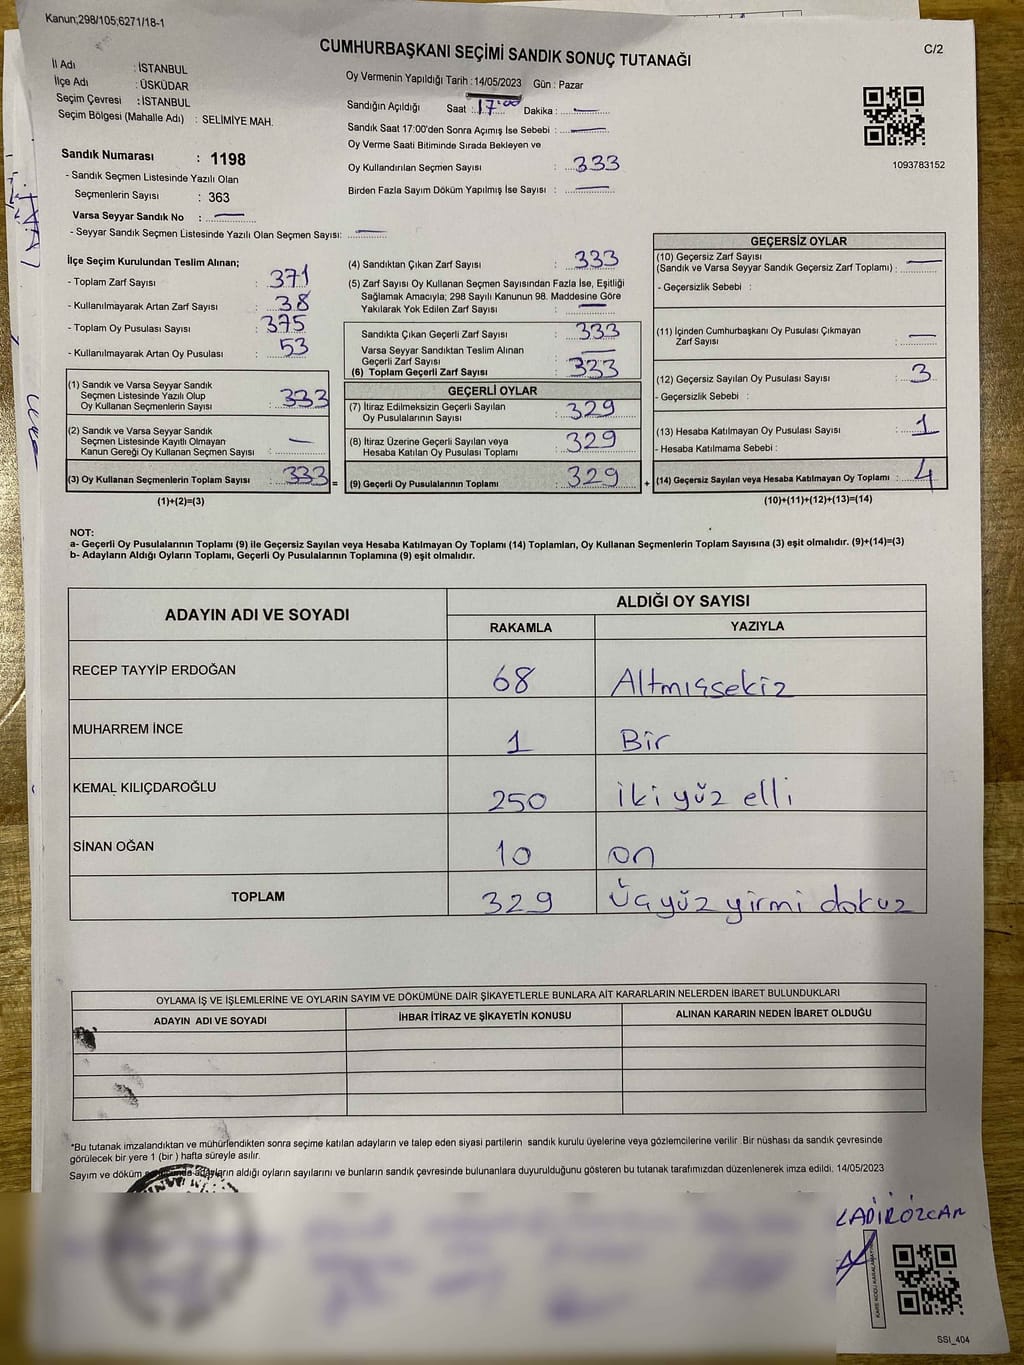 Kanun;298/105;6271/18-1
CUMHURBAŞKANI SEÇİMİ SANDIK SONUÇ TUTANAĞI
C/2
İl Adı : İSTANBUL
İlçe Adı : ÜSKÜDAR
Seçim Çevresi : İSTANBUL
Seçim Bölgesi (Mahalle Adı) : SELİMİYE MAH.
Sandık Numarası : 1198
- Sandık Seçmen Listesinde Yazılı Olan
Seçmenlerin Sayısı : 363
Varsa Seyyar Sandık No : —
- Seyyar Sandık Seçmen Listesinde Yazılı Olan Seçmen Sayısı: —
Oy Vermenin Yapıldığı Tarih : 14/05/2023 Gün : Pazar
Sandığın Açıldığı Saat : 17:00 Dakika : —
Sandık Saat 17:00'den Sonra Açımış İse Sebebi : —
Oy Verme Saati Bitiminde Sırada Bekleyen ve
Oy Kullandırılan Seçmen Sayısı : 333
Birden Fazla Sayım Döküm Yapılmış İse Sayısı : —
1093783152
İlçe Seçim Kurulundan Teslim Alınan;
- Toplam Zarf Sayısı : 371
- Kullanılmayarak Artan Zarf Sayısı : 38
- Toplam Oy Pusulası Sayısı : 375
- Kullanılmayarak Artan Oy Pusulası : 53
(1) Sandık ve Varsa Seyyar Sandık
Seçmen Listesinde Yazılı Olup
Oy Kullanan Seçmenlerin Sayısı : 333
(2) Sandık ve Varsa Seyyar Sandık
Seçmen Listesinde Kayıtlı Olmayan
Kanun Gereği Oy Kullanan Seçmen Sayısı : —
(3) Oy Kullanan Seçmenlerin Toplam Sayısı : 333 =
(1)+(2)=(3)
(4) Sandıktan Çıkan Zarf Sayısı : 333
(5) Zarf Sayısı Oy Kullanan Seçmen Sayısından Fazla İse, Eşitliği
Sağlamak Amacıyla; 298 Sayılı Kanunun 98. Maddesine Göre
Yakılarak Yok Edilen Zarf Sayısı : —
Sandıkta Çıkan Geçerli Zarf Sayısı : 333
Varsa Seyyar Sandıktan Teslim Alınan
Geçerli Zarf Sayısı : —
(6) Toplam Geçerli Zarf Sayısı : 333
GEÇERLİ OYLAR
(7) İtiraz Edilmeksizin Geçerli Sayılan
Oy Pusulalarının Sayısı : 329
(8) İtiraz Üzerine Geçerli Sayılan veya
Hesaba Katılan Oy Pusulası Toplamı : 329
(9) Geçerli Oy Pusulalarının Toplamı : 329 +
GEÇERSİZ OYLAR
(10) Geçersiz Zarf Sayısı
(Sandık ve Varsa Seyyar Sandık Geçersiz Zarf Toplamı) : —
- Geçersizlik Sebebi :
(11) İçinden Cumhurbaşkanı Oy Pusulası Çıkmayan
Zarf Sayısı : —
(12) Geçersiz Sayılan Oy Pusulası Sayısı : 3
- Geçersizlik Sebebi :
(13) Hesaba Katılmayan Oy Pusulası Sayısı : 1
- Hesaba Katılmama Sebebi :
(14) Geçersiz Sayılan veya Hesaba Katılmayan Oy Toplamı : 4
(10)+(11)+(12)+(13)=(14)
NOT:
a- Geçerli Oy Pusulalarının Toplamı (9) ile Geçersiz Sayılan veya Hesaba Katılmayan Oy Toplamı (14) Toplamları, Oy Kullanan Seçmenlerin Toplam Sayısına (3) eşit olmalıdır. (9)+(14)=(3)
b- Adayların Aldığı Oyların Toplamı, Geçerli Oy Pusulalarının Toplamına (9) eşit olmalıdır.
ADAYIN ADI VE SOYADI ALDIĞI OY SAYISI
RAKAMLA YAZIYLA
RECEP TAYYİP ERDOĞAN 68 Altmışsekiz
MUHARREM İNCE 1 Bir
KEMAL KILIÇDAROĞLU 250 iki yüz elli
SİNAN OĞAN 10 on
TOPLAM 329 üçyüz yirmi dokuz
OYLAMA İŞ VE İŞLEMLERİNE VE OYLARIN SAYIM VE DÖKÜMÜNE DAİR ŞİKAYETLERLE BUNLARA AİT KARARLARIN NELERDEN İBARET BULUNDUKLARI
ADAYIN ADI VE SOYADI İHBAR İTİRAZ VE ŞİKAYETİN KONUSU ALINAN KARARIN NEDEN İBARET OLDUĞU
*Bu tutanak imzalandıktan ve mühürlendikten sonra seçime katılan adayların ve talep eden siyasi partilerin sandık kurulu üyelerine veya gözlemcilerine verilir .Bir nüshası da sandık çevresinde
görülecek bir yere 1 (bir ) hafta süreyle asılır.
Sayım ve döküm adayların aldığı oyların sayılarını ve bunların sandık çevresinde bulunanlara duyurulduğunu gösteren bu tutanak tarafımızdan düzenlenerek imza edildi. 14/05/2023
KADİR ÖZCAN
SSI_404